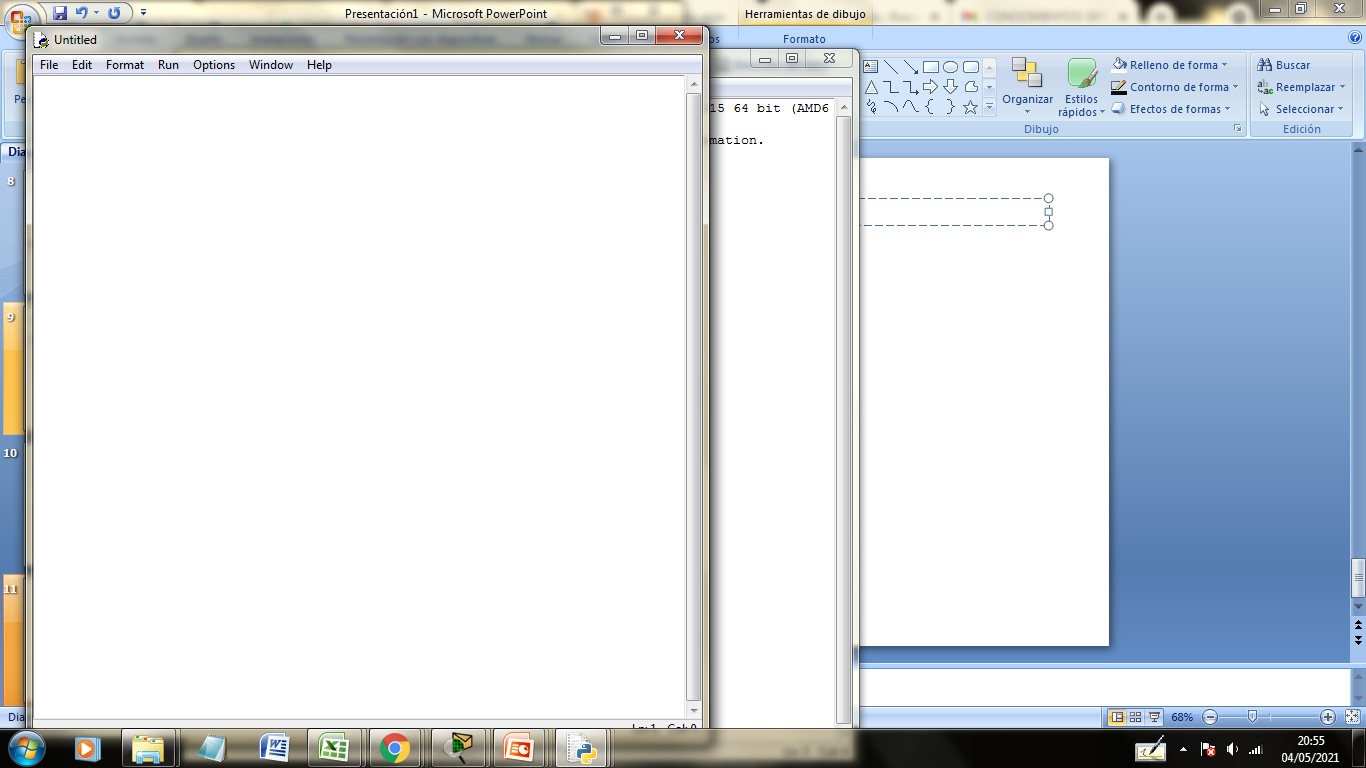 Presentación1 - Microsoft PowerPoint
Herramientas de dibujo
Formato
Untitled
File Edit Format Run Options Window Help
15 64 bit (AMD6
mation.
Organizar
Estilos
rápidos
Relleno de forma
Contorno de forma
Efectos de formas
Dibujo
Buscar
Reemplazar
Seleccionar
Edición
Dia
8
9
10
11
Dia
68%
20:55
04/05/2021